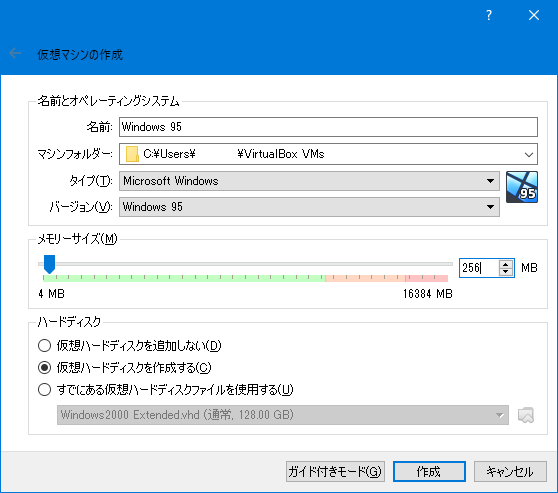 ?
仮想マシンの作成
名前とオペレーティングシステム
名前: Windows 95
マシンフォルダー: C:¥Users¥ ¥VirtualBox VMs
タイプ(T): Microsoft Windows
95
バージョン(V): Windows 95
メモリーサイズ(M)
256 MB
4 MB 16384 MB
ハードディスク
仮想ハードディスクを追加しない(D)
仮想ハードディスクを作成する(C)
すでにある仮想ハードディスクファイルを使用する(U)
Windows2000 Extended.vhd (通常, 128.00 GB)
ガイド付きモード(G) 作成 キャンセル